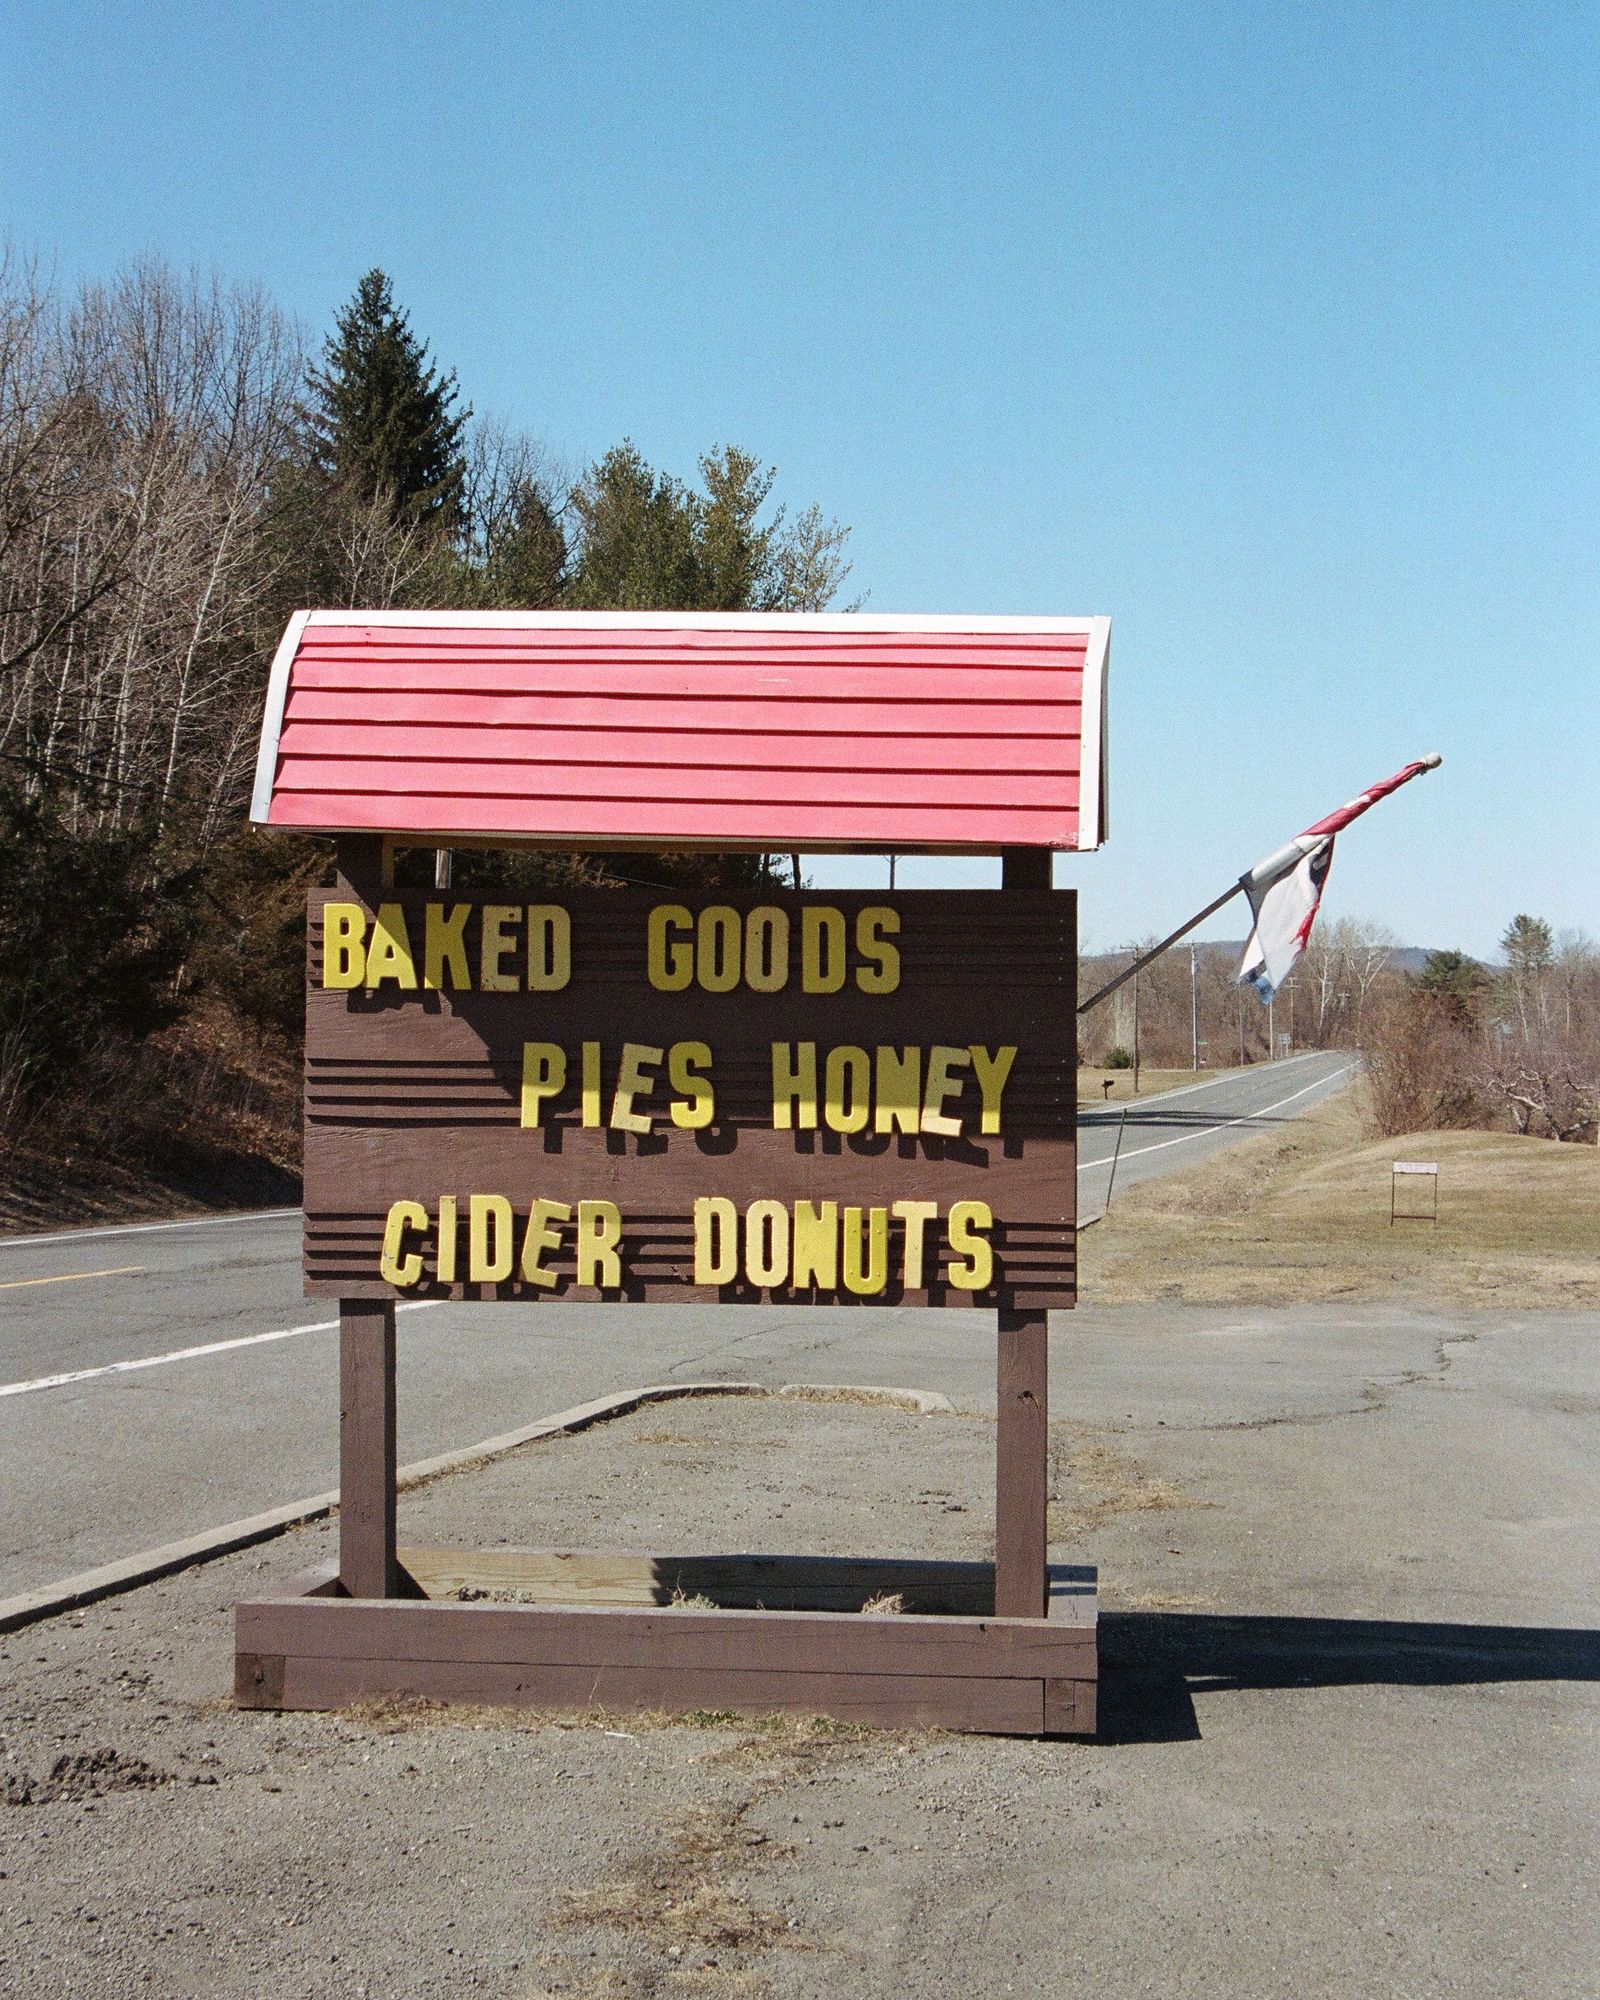 BAKED GOODS
PIES HONEY
CIDER DONUTS